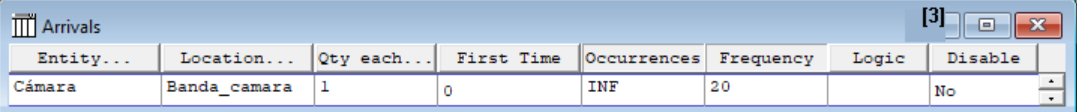 Arrivals [3]
Entity... Location... Qty each... First Time Occurrences Frequency Logic Disable
Cámara Banda_camara 1 0 INF 20 No